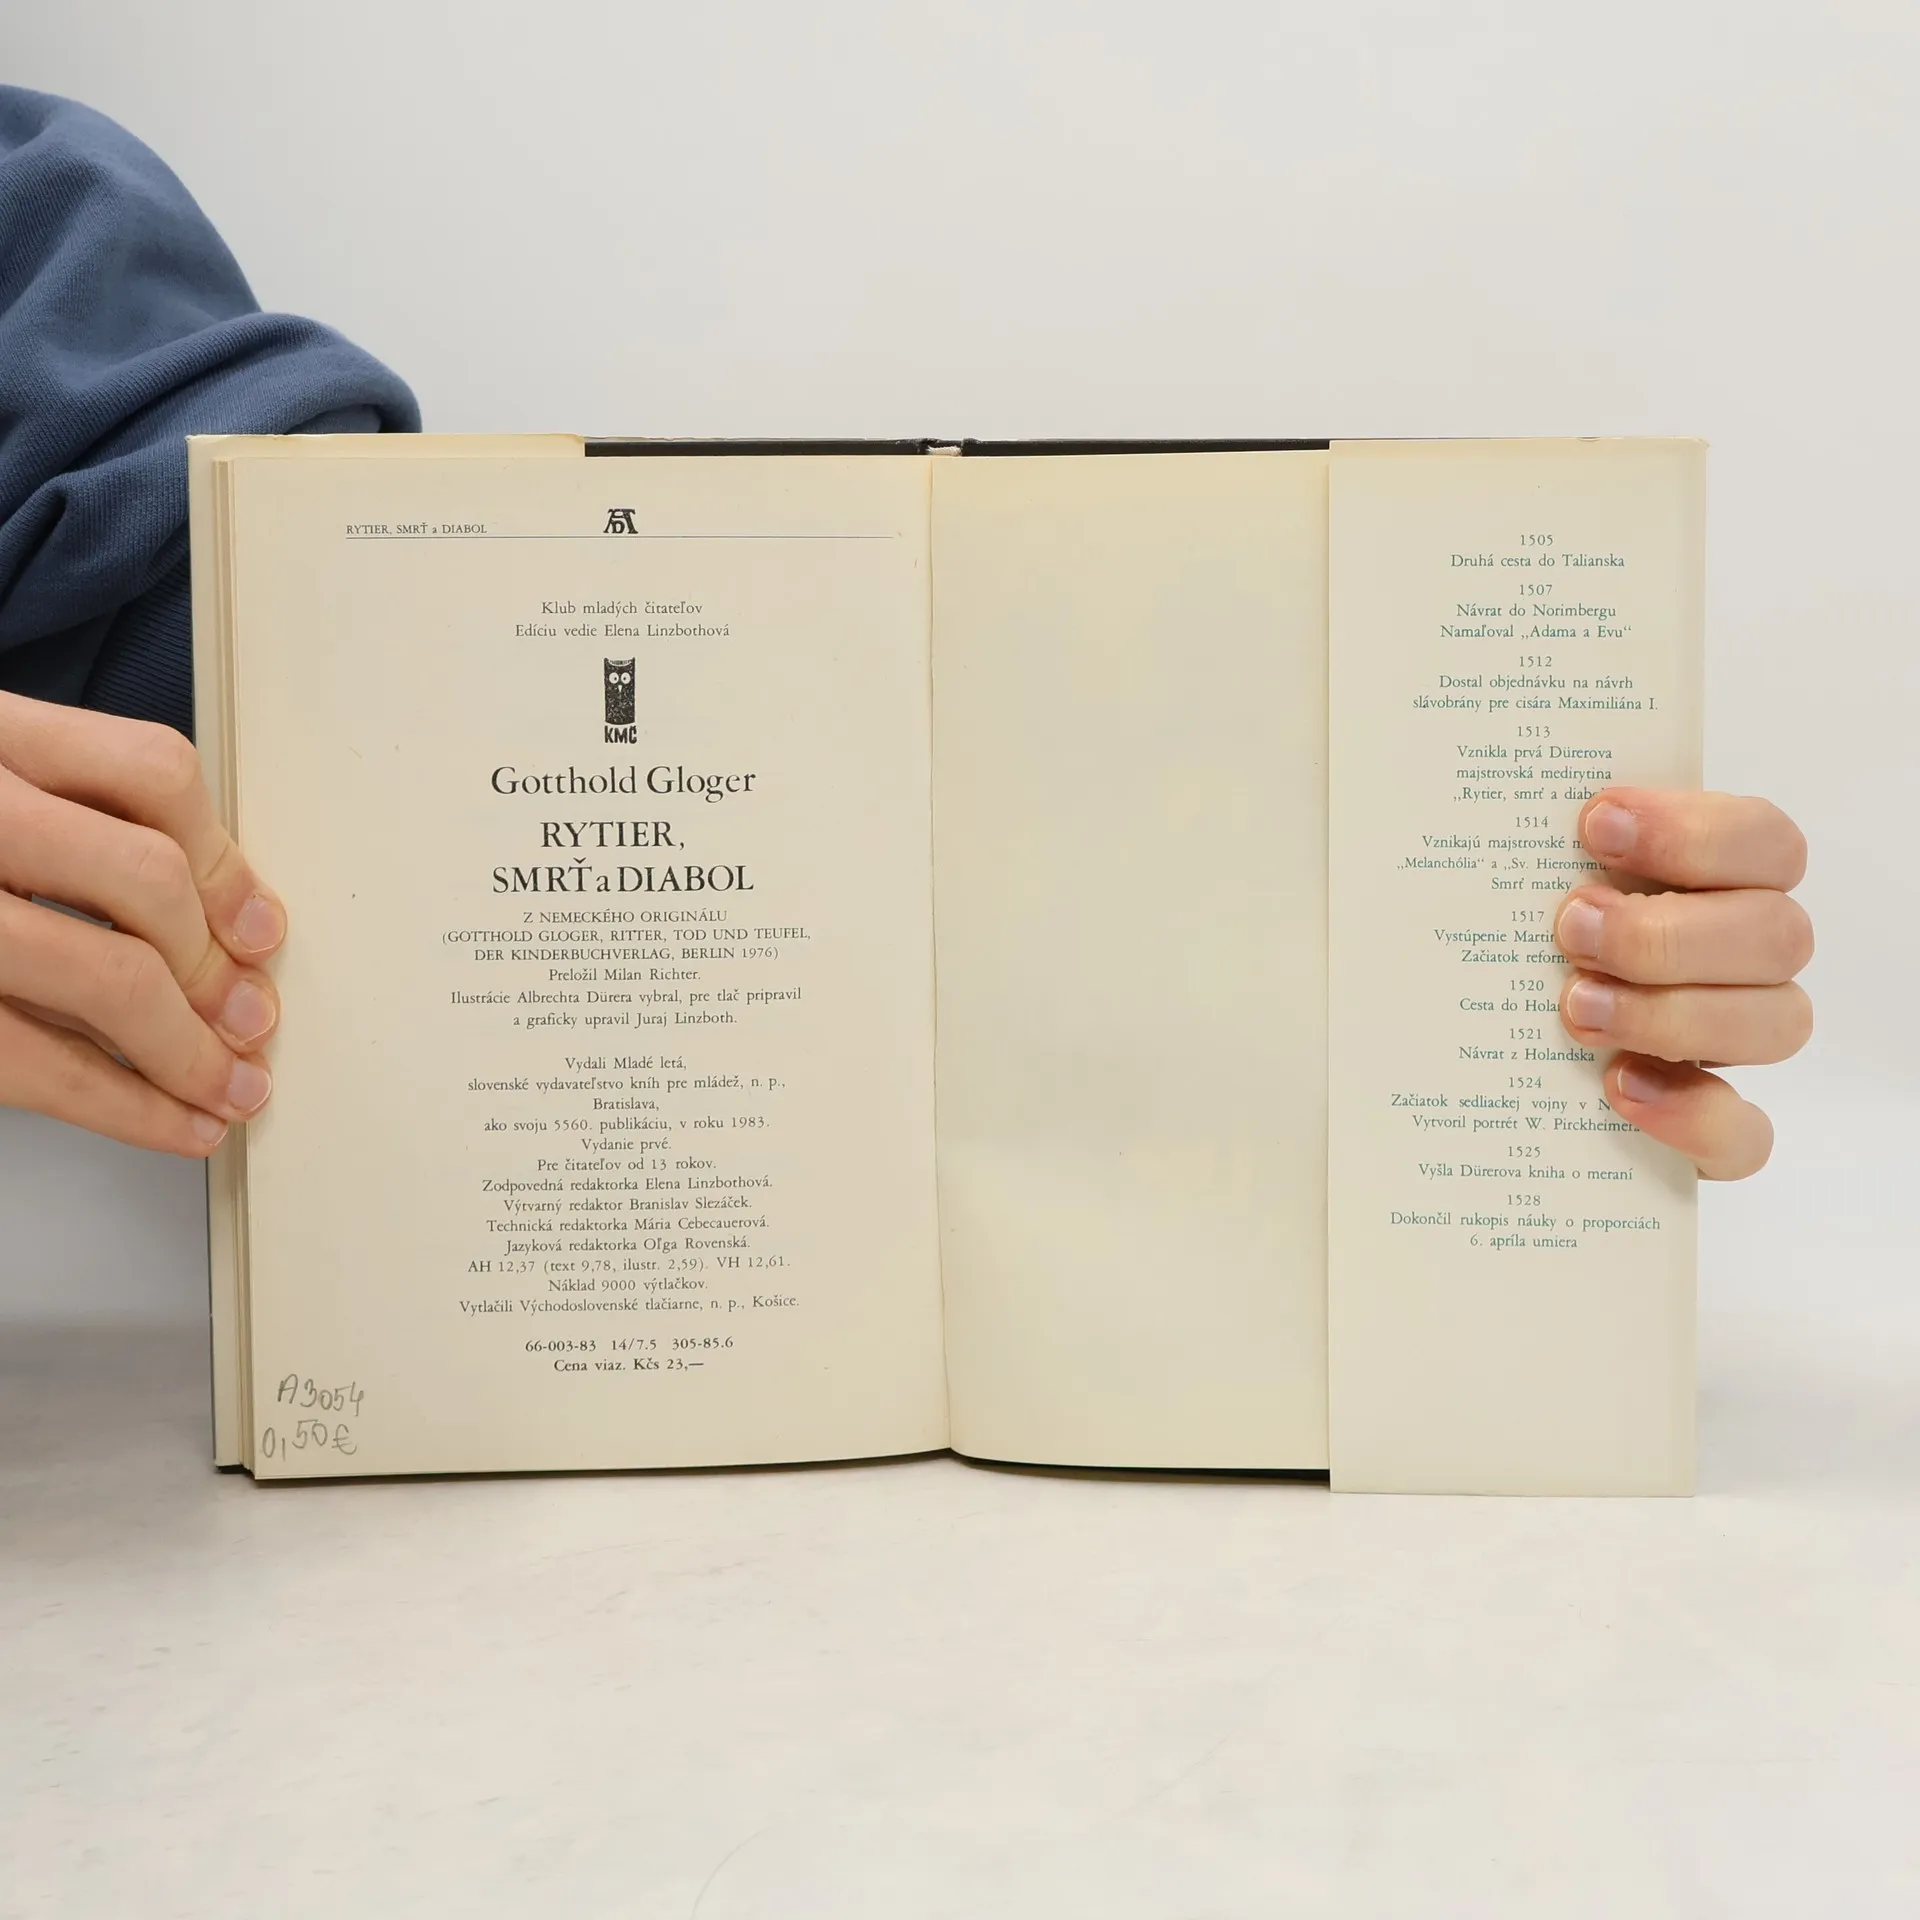 RYTIER, SMRŤ a DIABOL
Klub mladých čitateľov
Edíciu vedie Elena Linzbothová
KMČ
Gotthold Gloger
RYTIER,
SMRŤ a DIABOL
Z NEMECKÉHO ORIGINÁLU
(GOTTHOLD GLOGER, RITTER, TOD UND TEUFEL,
DER KINDERBUCHVERLAG, BERLIN 1976)
Preložil Milan Richter.
Ilustrácie Albrechta Dürera vybral, pre tlač pripravil
a graficky upravil Juraj Linzboth.
Vydali Mladé letá,
slovenské vydavateľstvo kníh pre mládež, n. p.,
Bratislava,
ako svoju 5560. publikáciu, v roku 1983.
Vydanie prvé.
Pre čitateľov od 13 rokov.
Zodpovedná redaktorka Elena Linzbothová.
Výtvarný redaktor Branislav Slezáček.
Technická redaktorka Mária Cebecauerová.
Jazyková redaktorka Oľga Rovenská.
AH 12,37 (text 9,78, ilustr. 2,59). VH 12,61.
Náklad 9000 výtlačkov.
Vytlačili Východoslovenské tlačiarne, n. p., Košice.
66-003-83 14/7.5 305-85.6
Cena viaz. Kčs 23,—
A3054
0,50€
1505
Druhá cesta do Talianska
1507
Návrat do Norimbergu
Namaľoval „Adama a Evu“
1512
Dostal objednávku na návrh
slávobrány pre cisára Maximiliána I.
1513
Vznikla prvá Dürerova
majstrovská medirytina
„Rytier, smrť a
1514
Vznikajú majstrovské
„Melanchólia“ a „Sv.
Smrť matky
1517
Vystúpenie
Začiatok
1520
Cesta do
1521
Návrat z Holandska
1524
Začiatok sedliackej vojny v
Vytvoril portrét W. Pirckheimera
1525
Vyšla Dürerova kniha o meraní
1528
Dokončil rukopis náuky o proporciách
6. apríla umiera